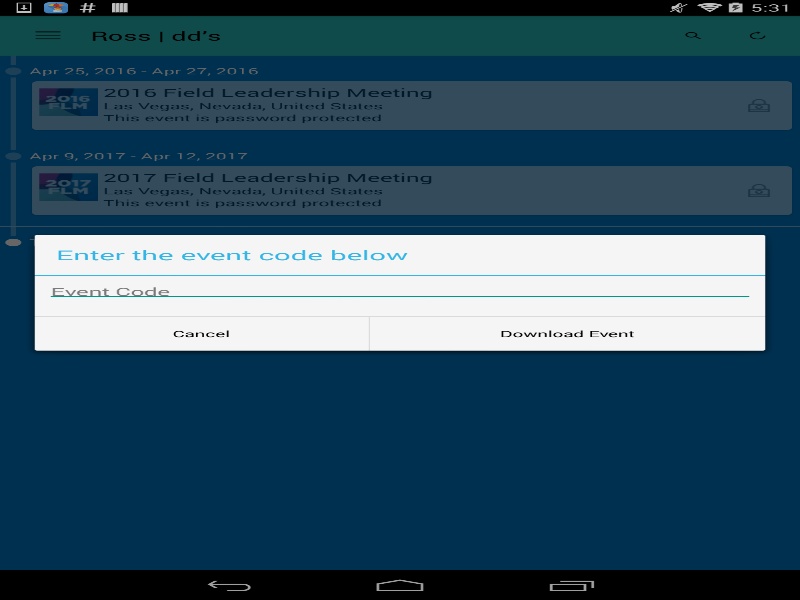 # 5:31
Ross | dd's
Apr 25, 2016 - Apr 27, 2016
2016 FLM
2016 Field Leadership Meeting
Las Vegas, Nevada, United States
This event is password protected
Apr 9, 2017 - Apr 12, 2017
2017 FLM
2017 Field Leadership Meeting
Las Vegas, Nevada, United States
This event is password protected
Enter the event code below
Event Code
Cancel
Download Event